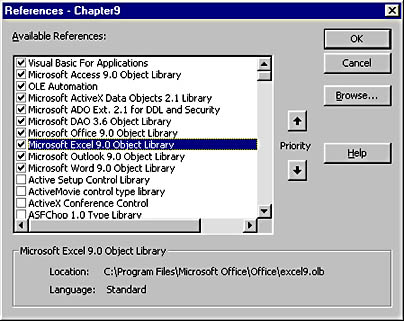 References - Chapter9
Available References:
OK
Visual Basic For Applications
Microsoft Access 9.0 Object Library
Cancel
OLE Automation
Microsoft ActiveX Data Objects 2.1 Library
Microsoft ADO Ext. 2.1 for DDL and Security
Browse...
Microsoft DAO 3.6 Object Library
Microsoft Office 9.0 Object Library
Microsoft Excel 9.0 Object Library
Priority
Help
Microsoft Outlook 9.0 Object Library
Microsoft Word 9.0 Object Library
Active Setup Control Library
ActiveMovie control type library
ActiveX Conference Control
ASFChop 1.0 Type Library
Microsoft Excel 9.0 Object Library
Location: C:\Program Files\Microsoft Office\Office\excel9.olb
Language: Standard